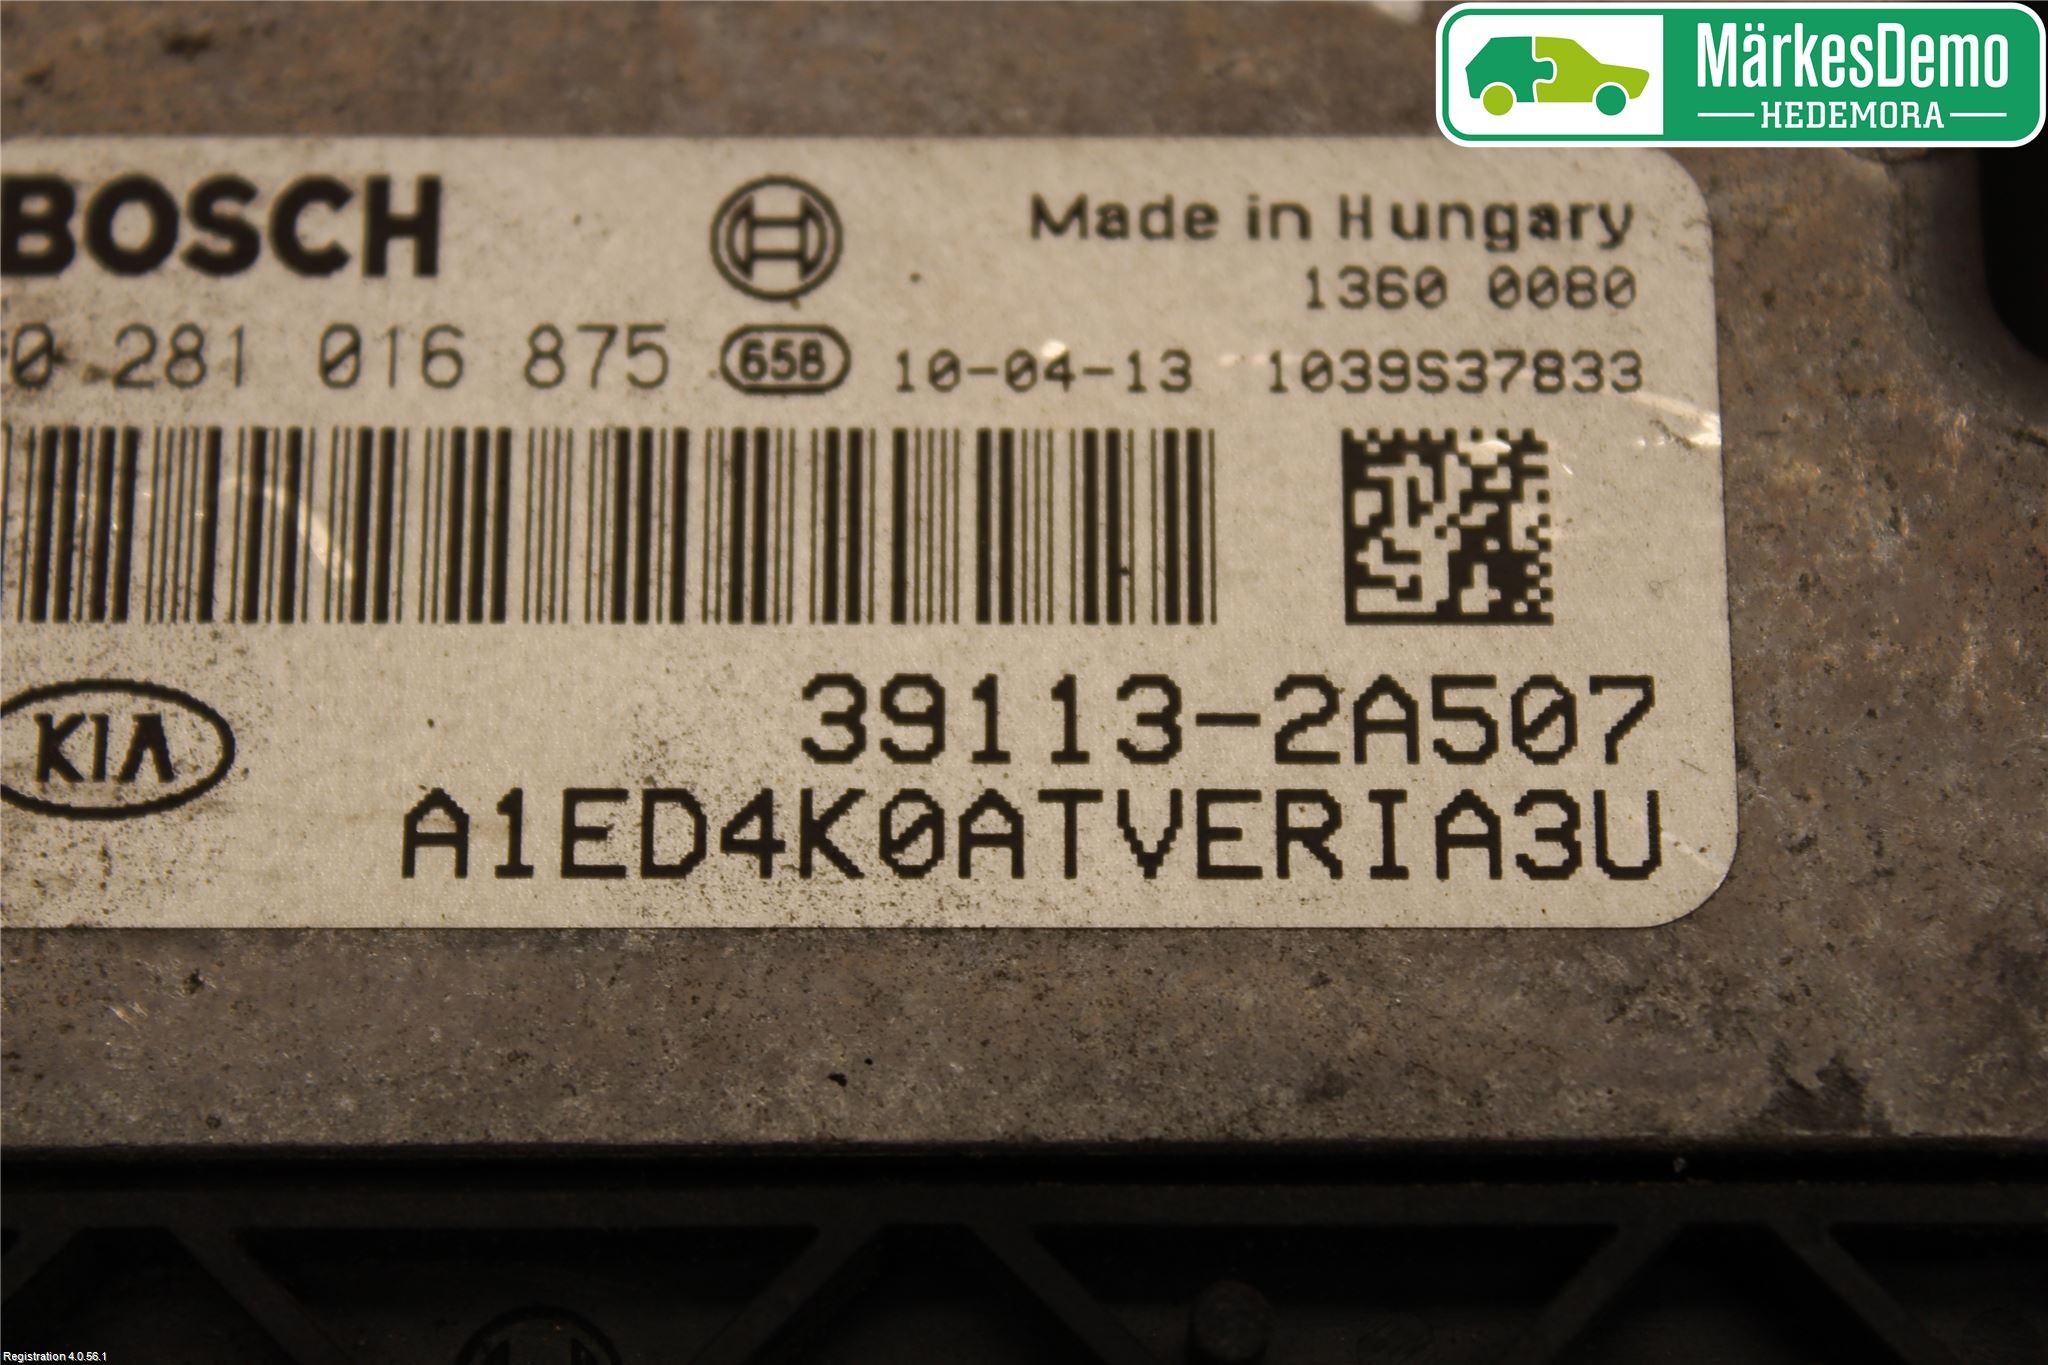 MärkesDemo
HEDEMORA
BOSCH
Made in Hungary
1360 0080
0 281 016 875 658 10-04-13 1039S37833
KIA
39113-2A507
A1ED4K0ATVERIA3U
Registration 4.0.56.1